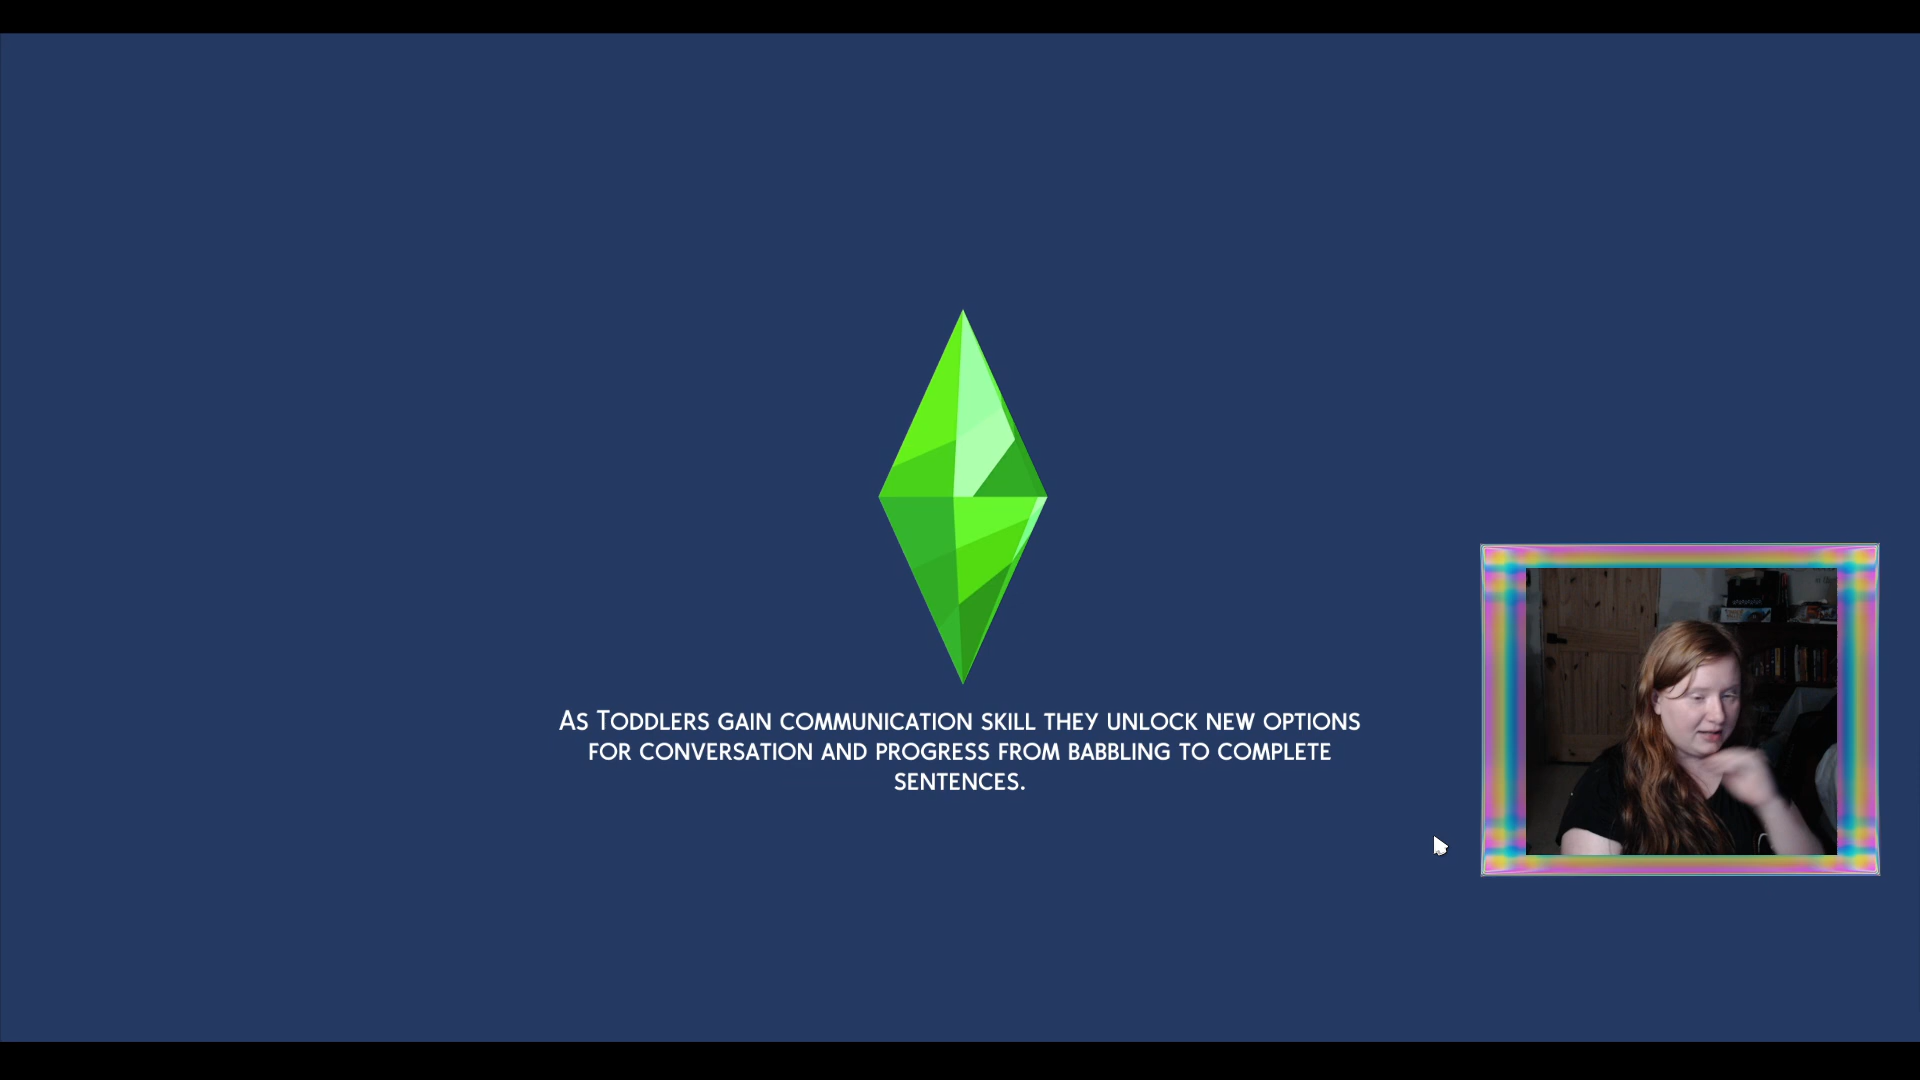 As Toddlers gain communication skill they unlock new options
for conversation and progress from babbling to complete
sentences.